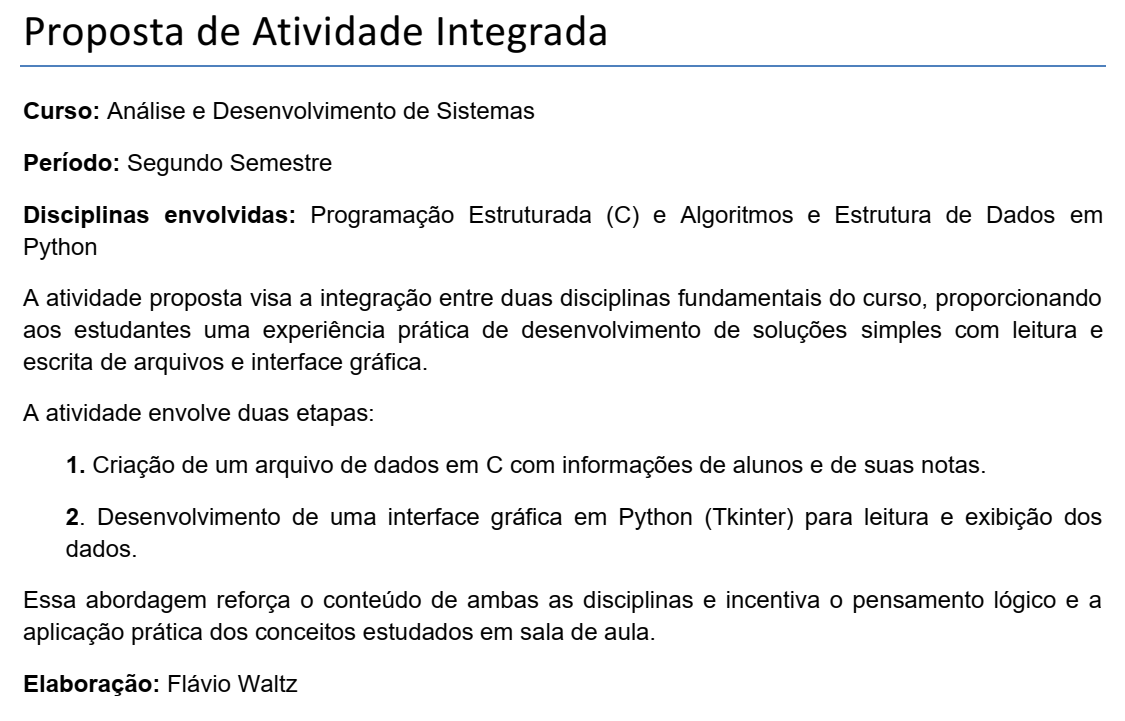 Proposta de Atividade Integrada
Curso: Análise e Desenvolvimento de Sistemas
Período: Segundo Semestre
Disciplinas envolvidas: Programação Estruturada (C) e Algoritmos e Estrutura de Dados em
Python
A atividade proposta visa a integração entre duas disciplinas fundamentais do curso, proporcionando
aos estudantes uma experiência prática de desenvolvimento de soluções simples com leitura e
escrita de arquivos e interface gráfica.
A atividade envolve duas etapas:
1. Criação de um arquivo de dados em C com informações de alunos e de suas notas.
2. Desenvolvimento de uma interface gráfica em Python (Tkinter) para leitura e exibição dos
dados.
Essa abordagem reforça o conteúdo de ambas as disciplinas e incentiva o pensamento lógico e a
aplicação prática dos conceitos estudados em sala de aula.
Elaboração: Flávio Waltz